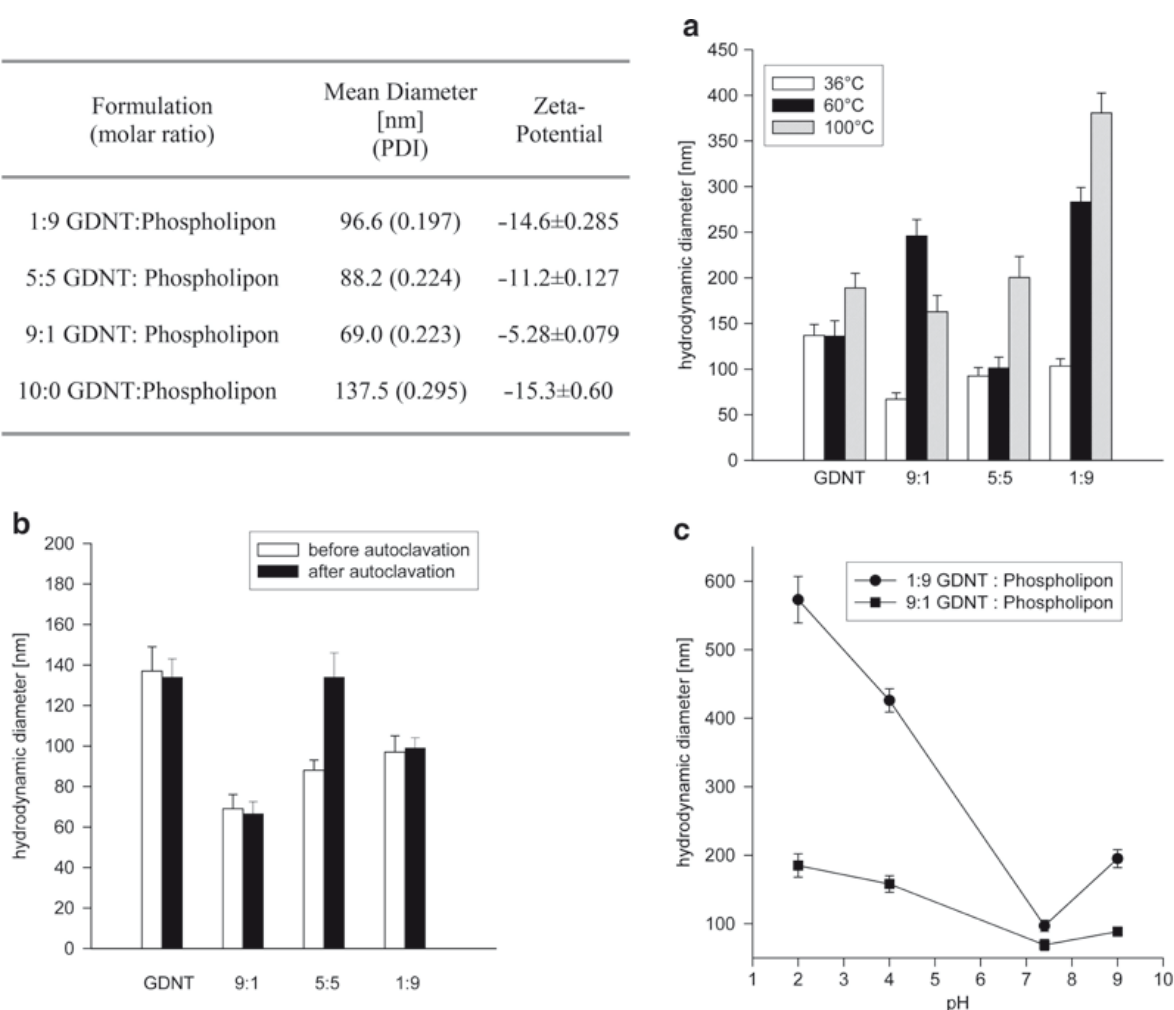 Formulation
(molar ratio)
Mean Diameter
[nm]
(PDI)
Zeta-
Potential
1:9 GDNT:Phospholipon 96.6 (0.197) -14.6±0.285
5:5 GDNT: Phospholipon 88.2 (0.224) -11.2±0.127
9:1 GDNT: Phospholipon 69.0 (0.223) -5.28±0.079
10:0 GDNT:Phospholipon 137.5 (0.295) -15.3±0.60
a
450
400
350
300
250
200
150
100
50
0
hydrodynamic diameter [nm]
36°C
60°C
100°C
GDNT 9:1 5:5 1:9
b
200
180
160
140
120
100
80
60
40
20
0
hydrodynamic diameter [nm]
before autoclavation
after autoclavation
GDNT 9:1 5:5 1:9
c
600
500
400
300
200
100
hydrodynamic diameter [nm]
1:9 GDNT : Phospholipon
9:1 GDNT : Phospholipon
1 2 3 4 5 6 7 8 9 10
pH